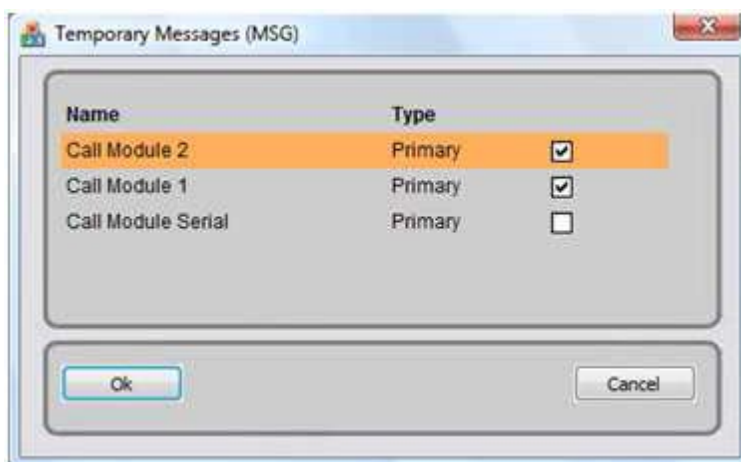 Temporary Messages (MSG)
Name Type
Call Module 2 Primary
Call Module 1 Primary
Call Module Serial Primary
Ok Cancel